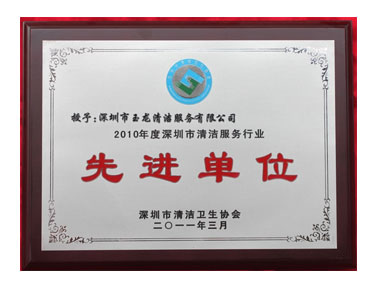 授予：深圳市玉龙清洁服务有限公司
2010年度深圳市清洁服务行业
先进单位
深圳市清洁卫生协会
二〇一一年三月